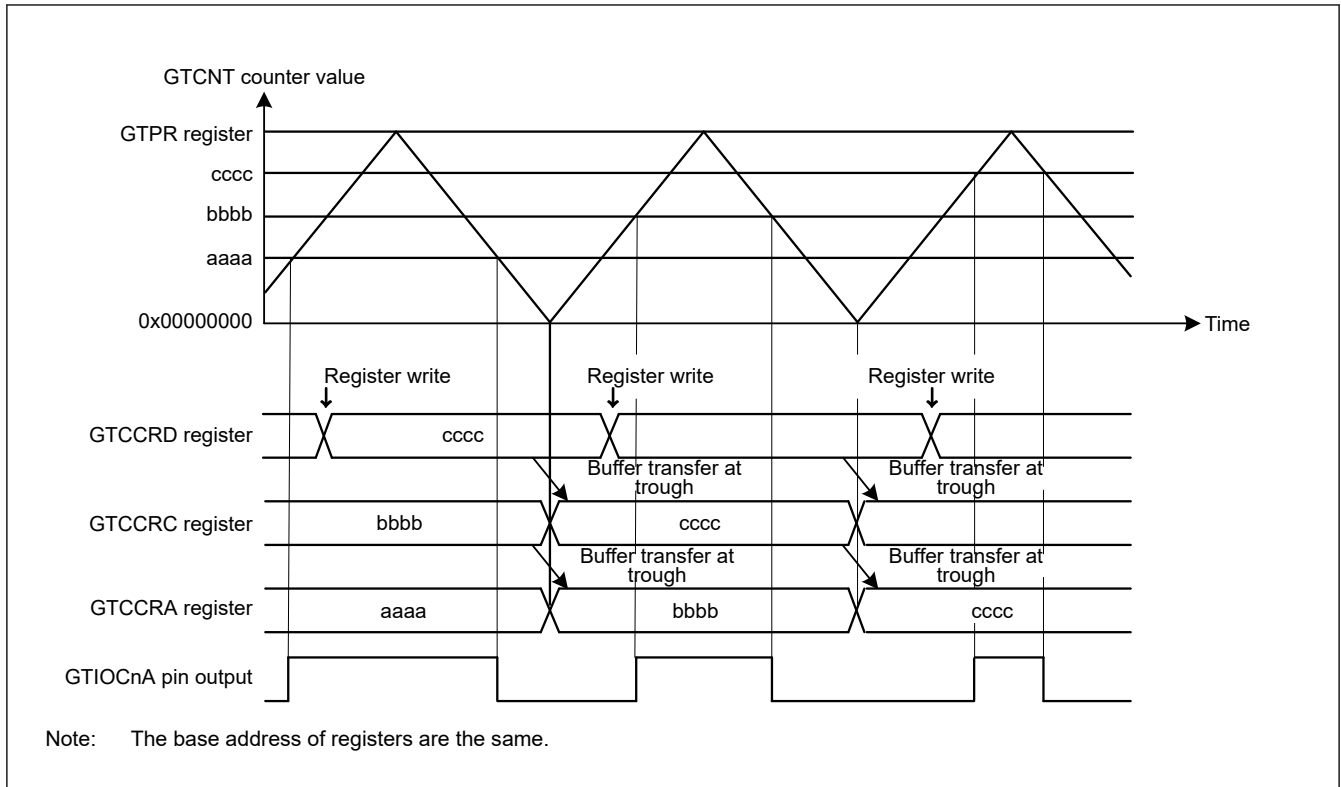 GTCNT counter value
GTPR register
cccc
bbbb
aaaa
0x00000000
Time
Register write
Register write
Register write
GTCCRD register
cccc
Buffer transfer at
trough
Buffer transfer at
trough
GTCCRC register
bbbb
cccc
Buffer transfer at
trough
Buffer transfer at
trough
GTCCRA register
aaaa
bbbb
cccc
GTIOCnA pin output
Note: The base address of registers are the same.